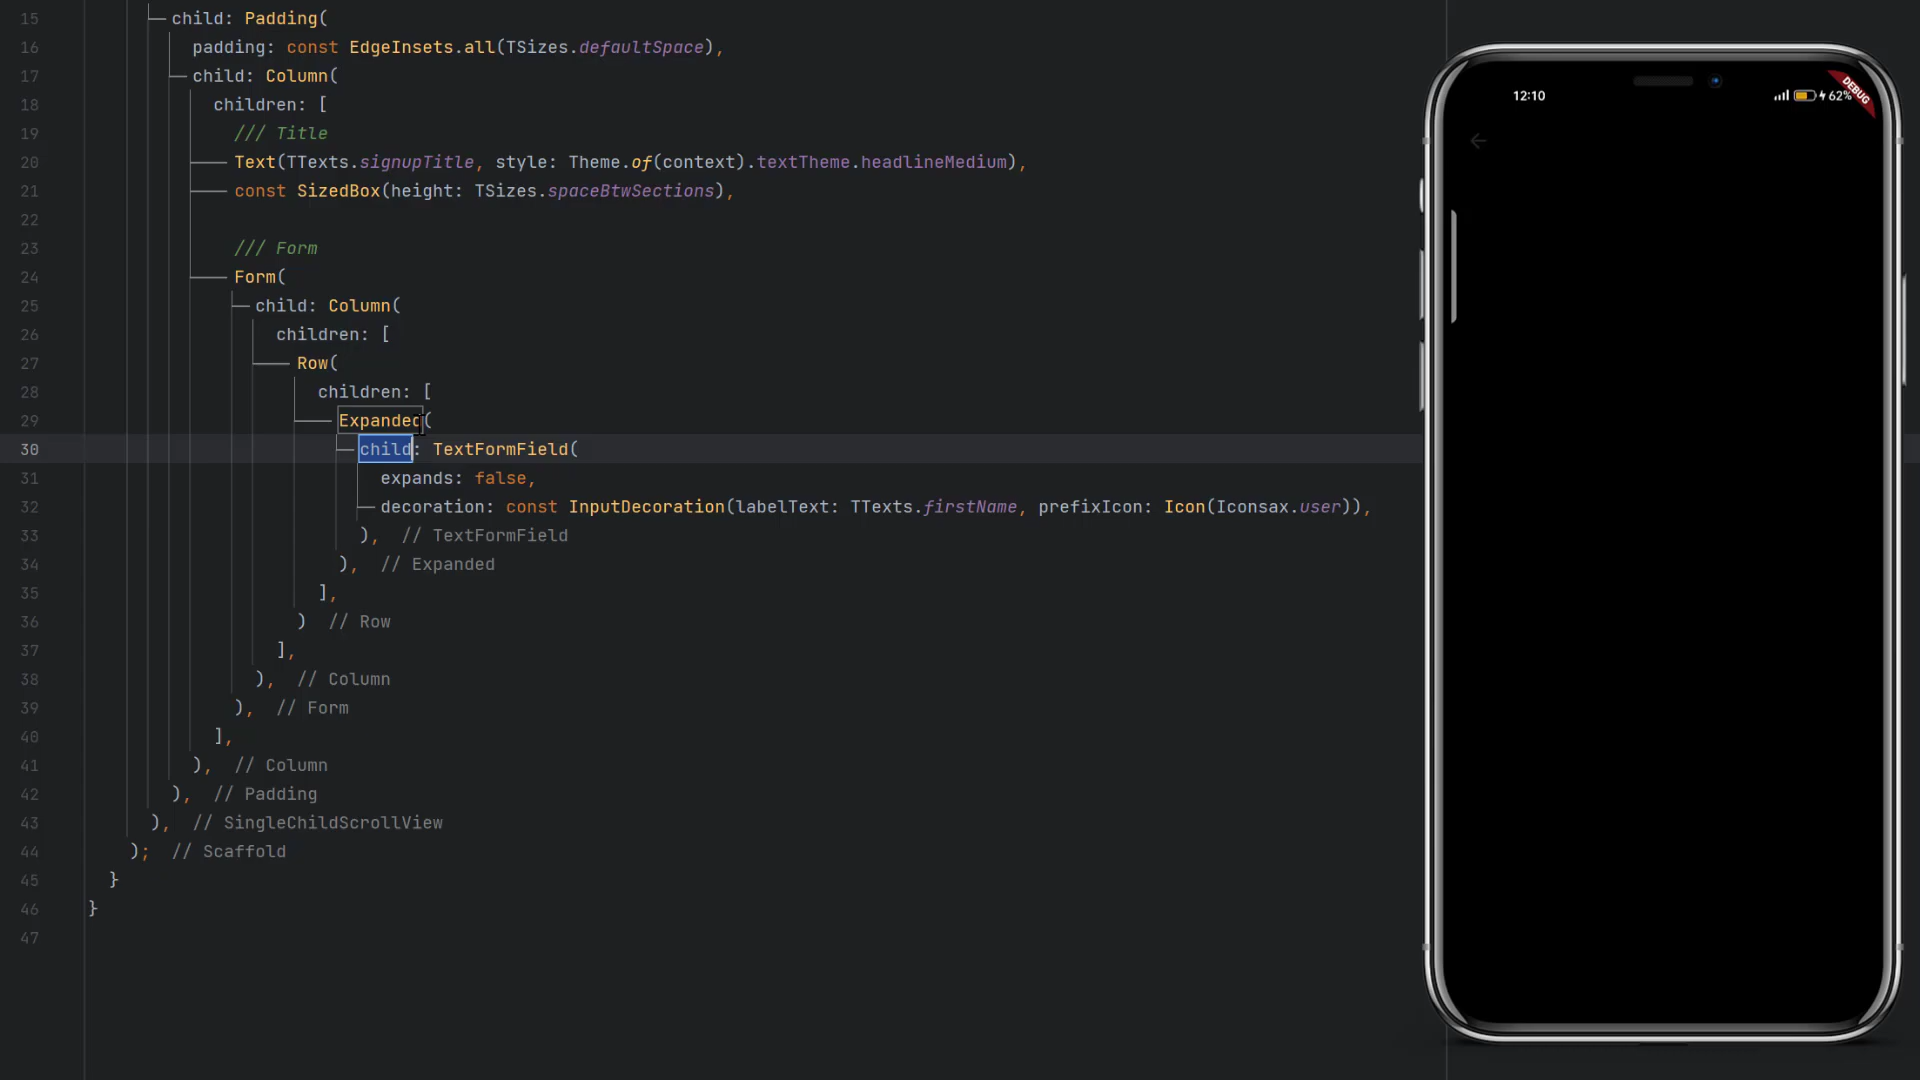 15 child: Padding(
16 padding: const EdgeInsets.all(TSizes.defaultSpace),
17 child: Column(
18 children: [
19 /// Title
20 Text(TTexts.signupTitle, style: Theme.of(context).textTheme.headlineMedium),
21 const SizedBox(height: TSizes.spaceBtwSections),
22
23 /// Form
24 Form(
25 child: Column(
26 children: [
27 Row(
28 children: [
29 Expanded(
30 child: TextFormField(
31 expands: false,
32 decoration: const InputDecoration(labelText: TTexts.firstName, prefixIcon: Icon(Iconsax.user)),
33 ), // TextFormField
34 ), // Expanded
35 ],
36 ) // Row
37 ],
38 ), // Column
39 ), // Form
40 ],
41 ), // Column
42 ), // Padding
43 ), // SingleChildScrollView
44 ); // Scaffold
45 }
46 }
47
12:10
62%
DEBUG